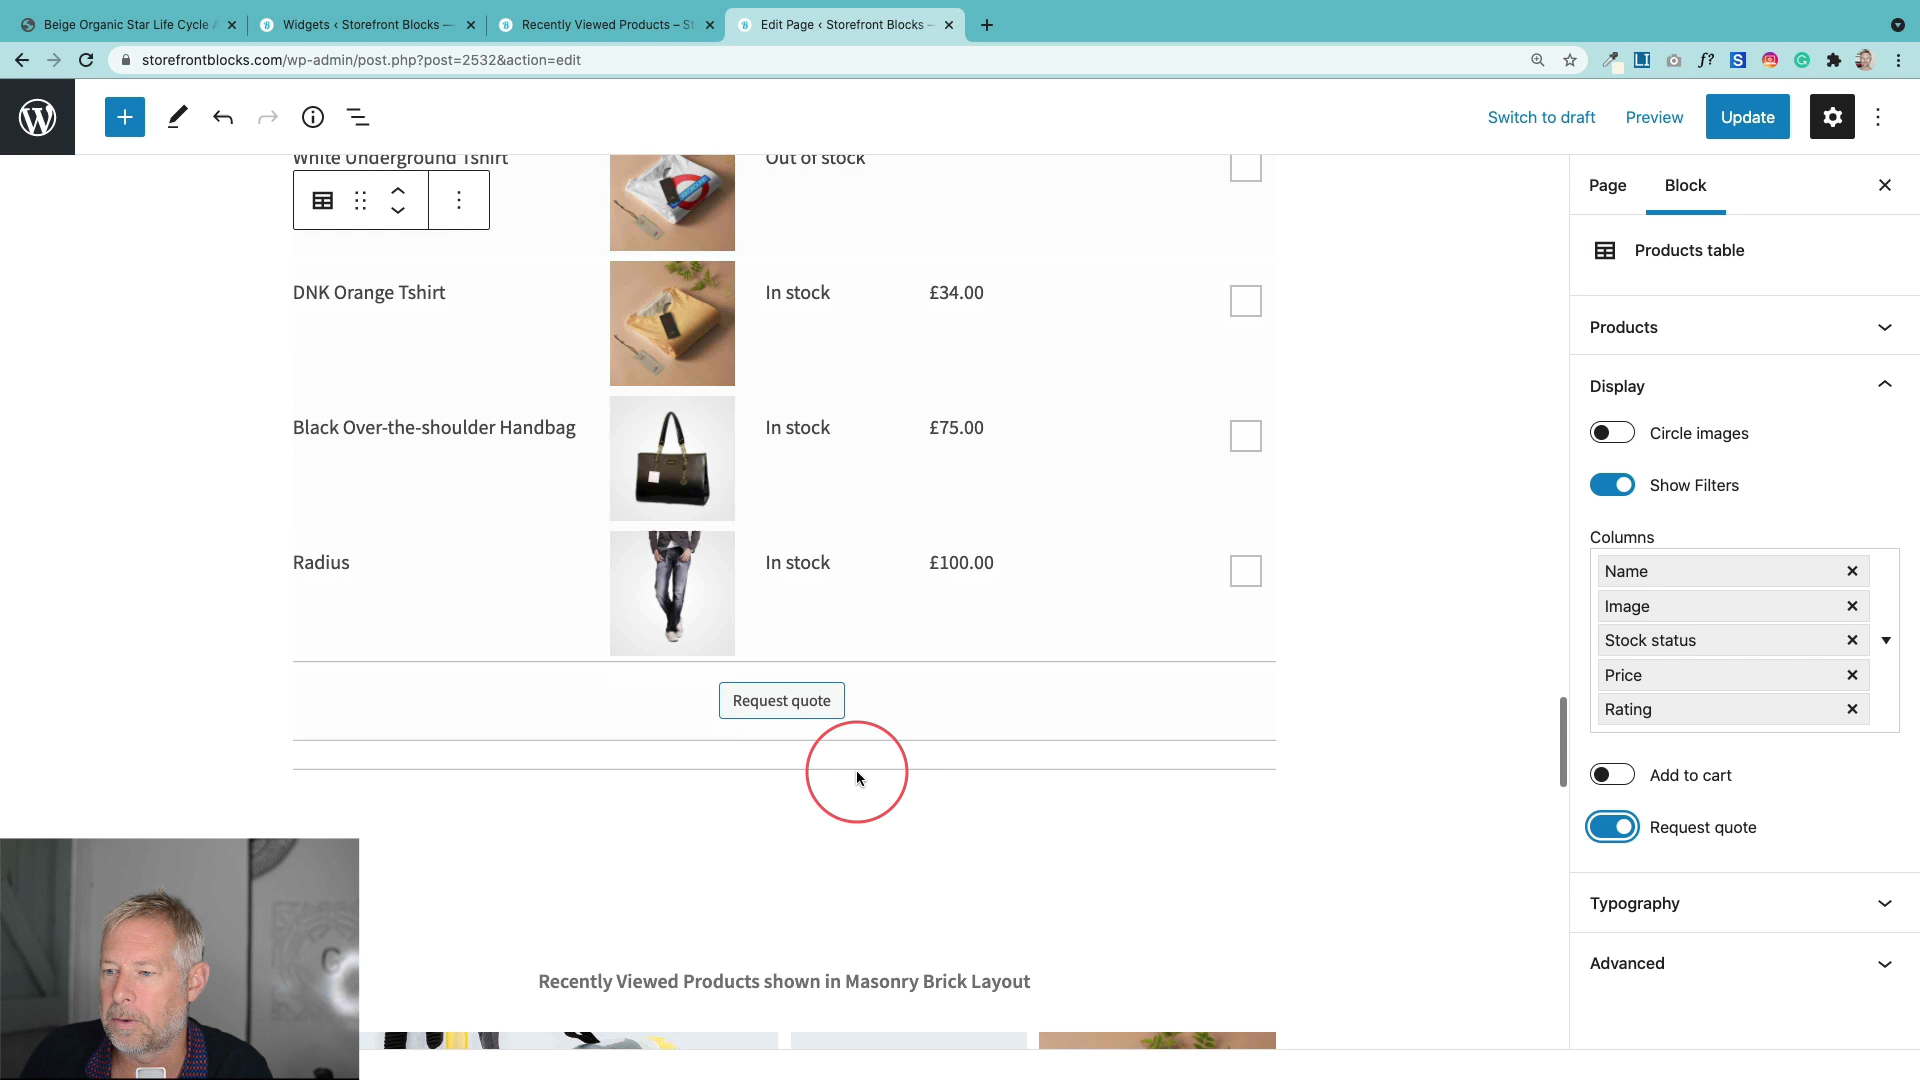 Beige Organic Star Life Cycle
Widgets ‹ Storefront Blocks —
Recently Viewed Products – St
Edit Page ‹ Storefront Blocks –
storefrontblocks.com/wp-admin/post.php?post=2532&action=edit
Switch to draft
Preview
Update
White Underground Tshirt
Out of stock
DNK Orange Tshirt
In stock
£34.00
Black Over-the-shoulder Handbag
In stock
£75.00
Radius
In stock
£100.00
Request quote
Recently Viewed Products shown in Masonry Brick Layout
Page
Block
Products table
Products
Display
Circle images
Show Filters
Columns
Name
Image
Stock status
Price
Rating
Add to cart
Request quote
Typography
Advanced